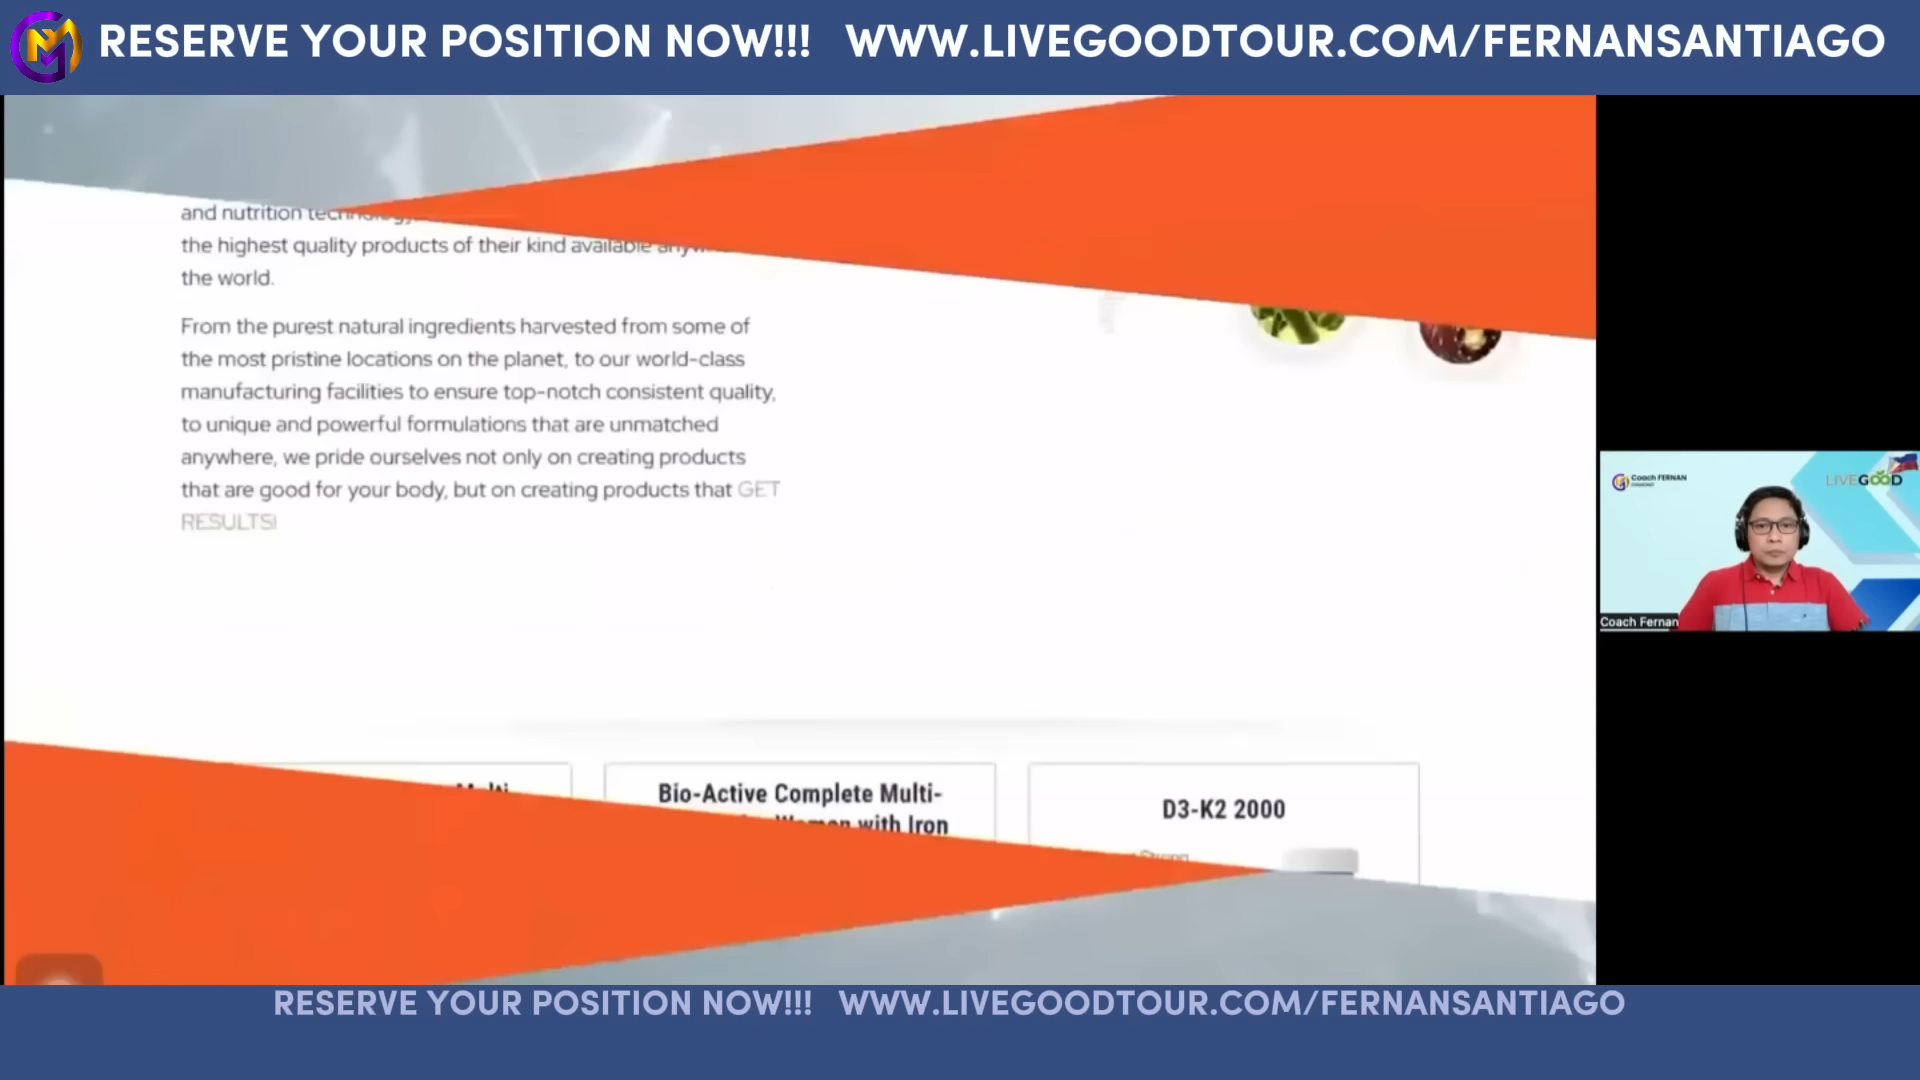 RESERVE YOUR POSITION NOW!!! WWW.LIVEGOODTOUR.COM/FERNANSANTIAGO
and nutrition
the highest quality products of their kind available
the world.
From the purest natural ingredients harvested from some of
the most pristine locations on the planet, to our world-class
manufacturing facilities to ensure top-notch consistent quality,
to unique and powerful formulations that are unmatched
anywhere, we pride ourselves not only on creating products
that are good for your body, but on creating products that GET
RESULTS!
Coach FERNAN
LIVEGOOD
Coach Fernan
Bio-Active Complete Multi-
with Iron
D3-K2 2000
RESERVE YOUR POSITION NOW!!! WWW.LIVEGOODTOUR.COM/FERNANSANTIAGO